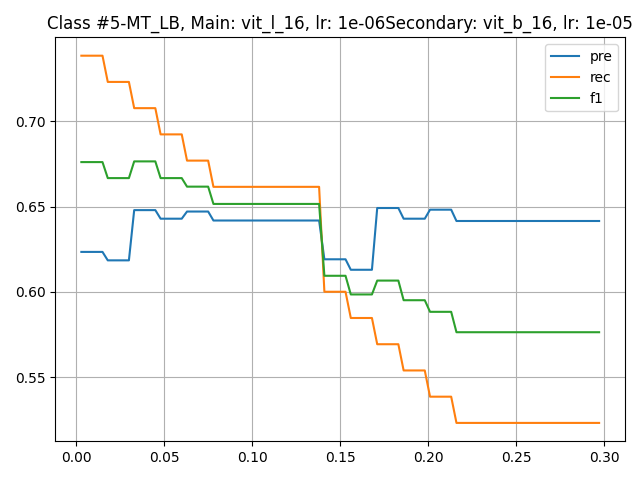 Class #5-MT_LB, Main: vit_l_16, lr: 1e-06Secondary: vit_b_16, lr: 1e-05
pre
rec
f1
0.70
0.65
0.60
0.55
0.00 0.05 0.10 0.15 0.20 0.25 0.30